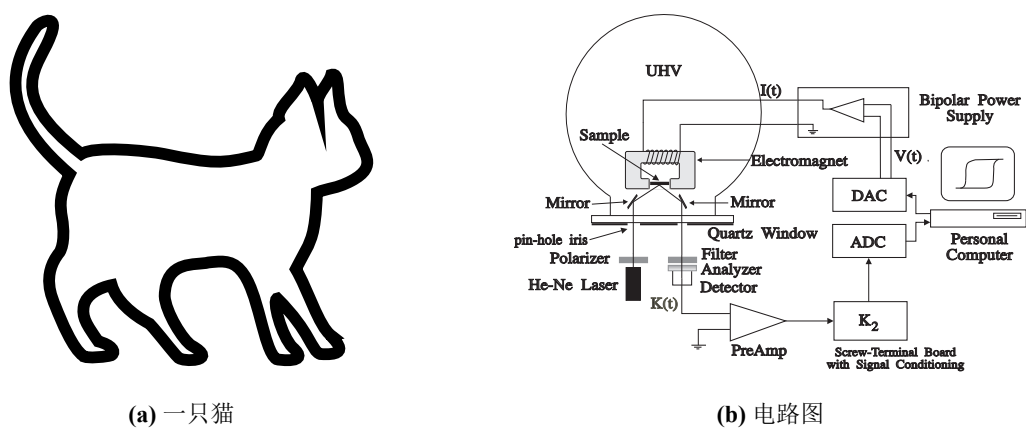 UHV
I(t)
Bipolar Power
Supply
Sample
V(t)
Electromagnet
DAC
Mirror
Mirror
Quartz Window
pin-hole iris
ADC
Personal
Computer
Polarizer
Filter
Analyzer
He-Ne Laser
Detector
K(t)
K2
PreAmp
Screw-Terminal Board
with Signal Conditioning
(a) 一只猫
(b) 电路图